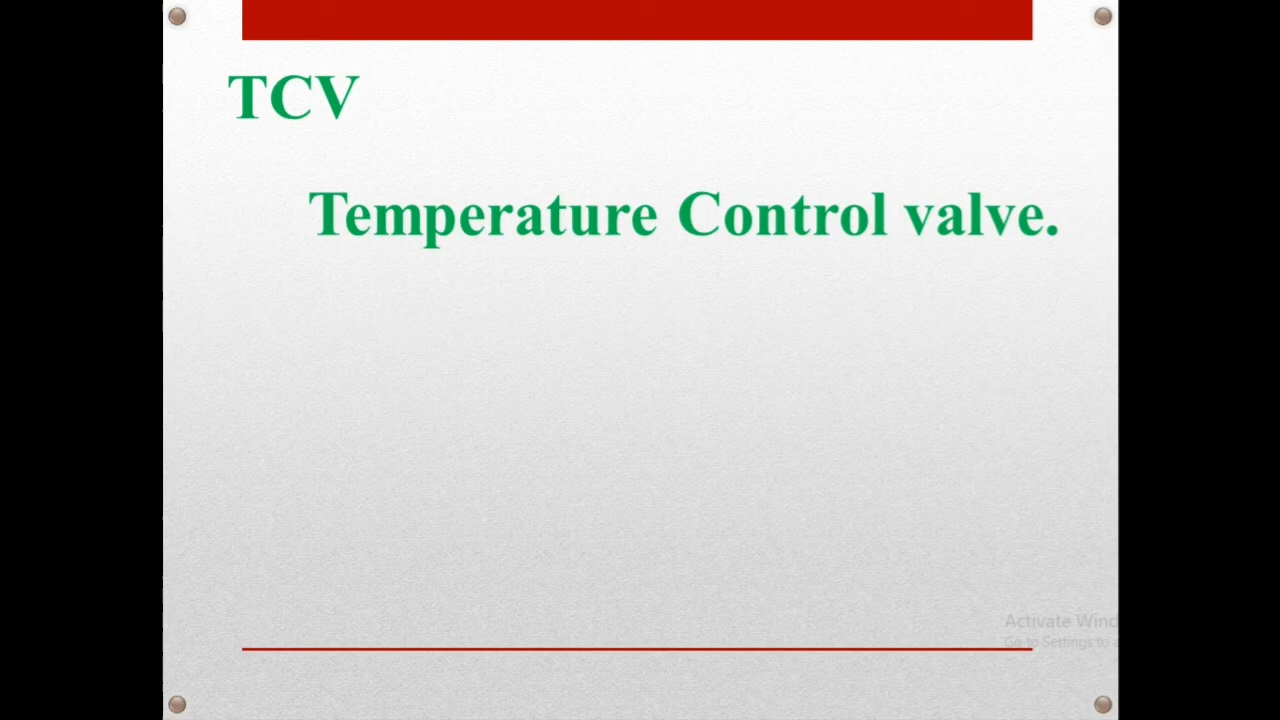 TCV
Temperature Control valve.
Activate Wind
Go to Settings to a